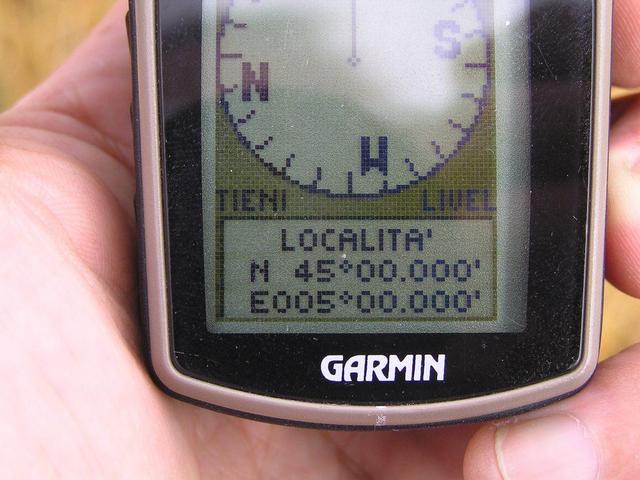 S
N
W
TIENI LIVEL
LOCALITA'
N 45°00.000'
E005°00.000'
GARMIN